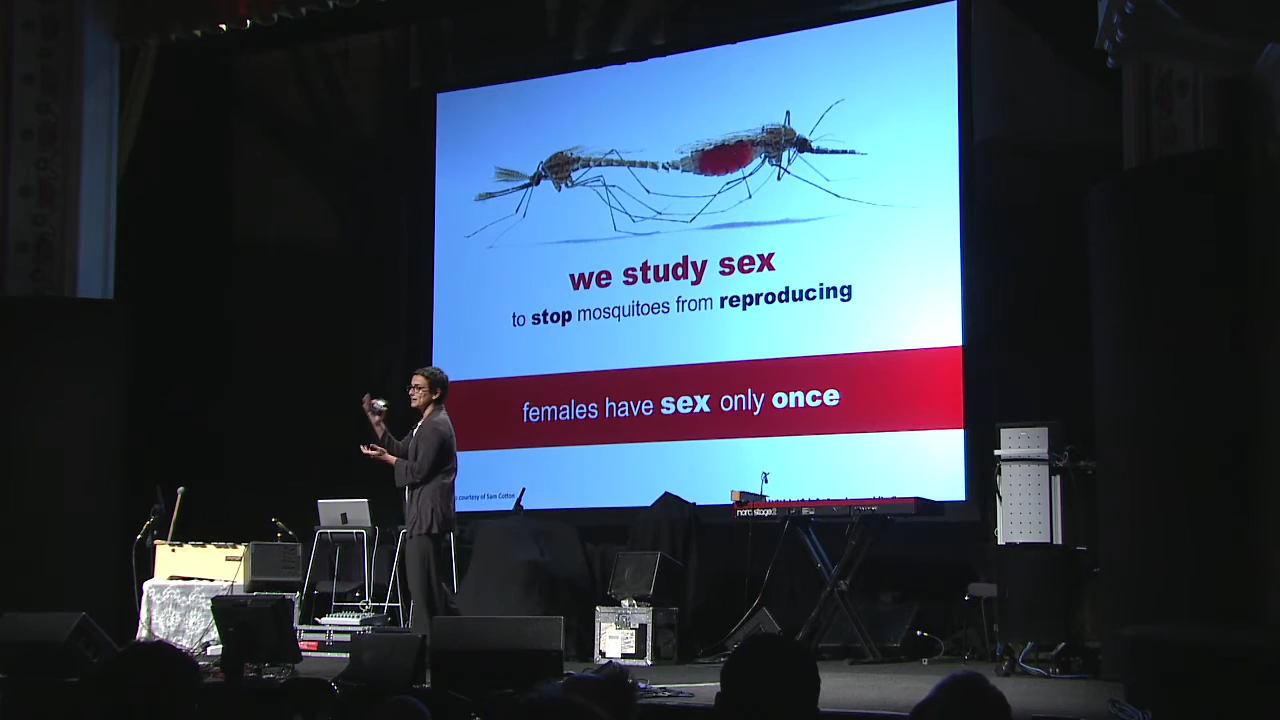 we study sex
to stop mosquitoes from reproducing
females have sex only once
courtesy of Sam Cotton
nord stage